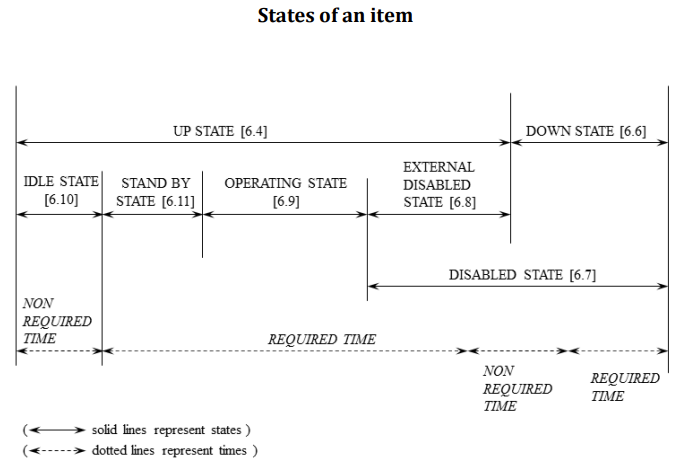 States of an item
UP STATE [6.4]
DOWN STATE [6.6]
IDLE STATE
[6.10]
STAND BY
STATE [6.11]
OPERATING STATE
[6.9]
EXTERNAL
DISABLED
STATE [6.8]
DISABLED STATE [6.7]
NON
REQUIRED
TIME
REQUIRED TIME
NON
REQUIRED
TIME
REQUIRED
TIME
( solid lines represent states )
( dotted lines represent times )